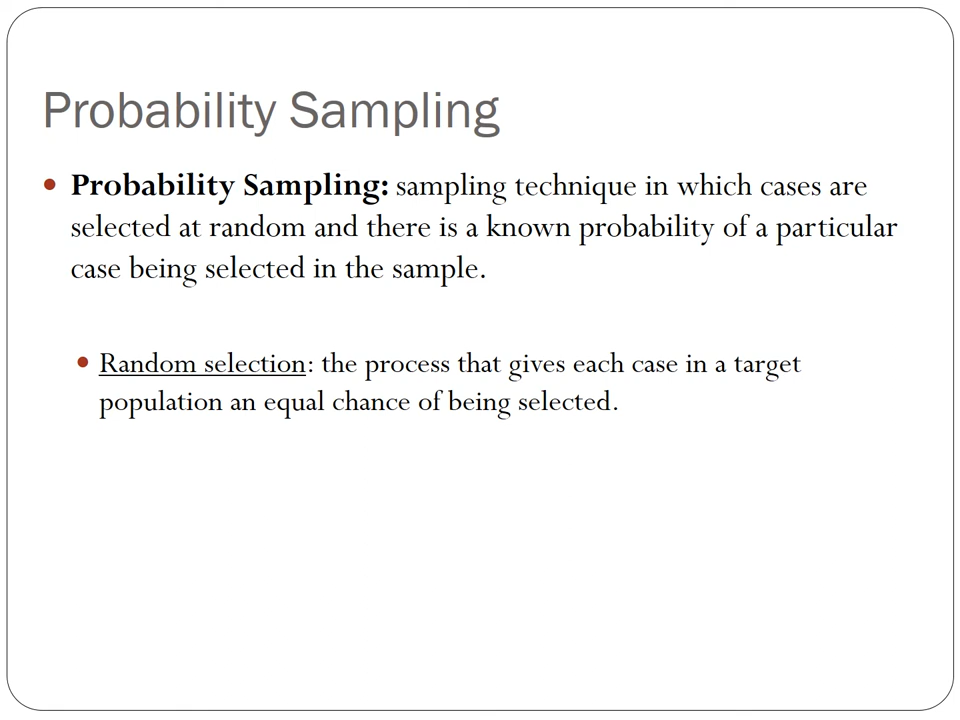 Probability Sampling
Probability Sampling: sampling technique in which cases are
selected at random and there is a known probability of a particular
case being selected in the sample.
Random selection: the process that gives each case in a target
population an equal chance of being selected.